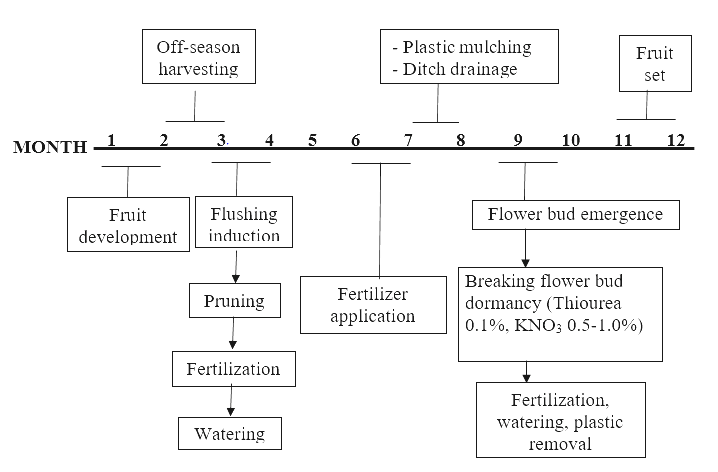 Off-season
harvesting
- Plastic mulching
- Ditch drainage
Fruit
set
MONTH 1 2 3. 4 5 6 7 8 9 10 11 12
Fruit
development
Flushing
induction
Pruning
Fertilization
Watering
Fertilizer
application
Flower bud emergence
Breaking flower bud
dormancy (Thiourea
0.1%, KNO₃ 0.5-1.0%)
Fertilization,
watering, plastic
removal